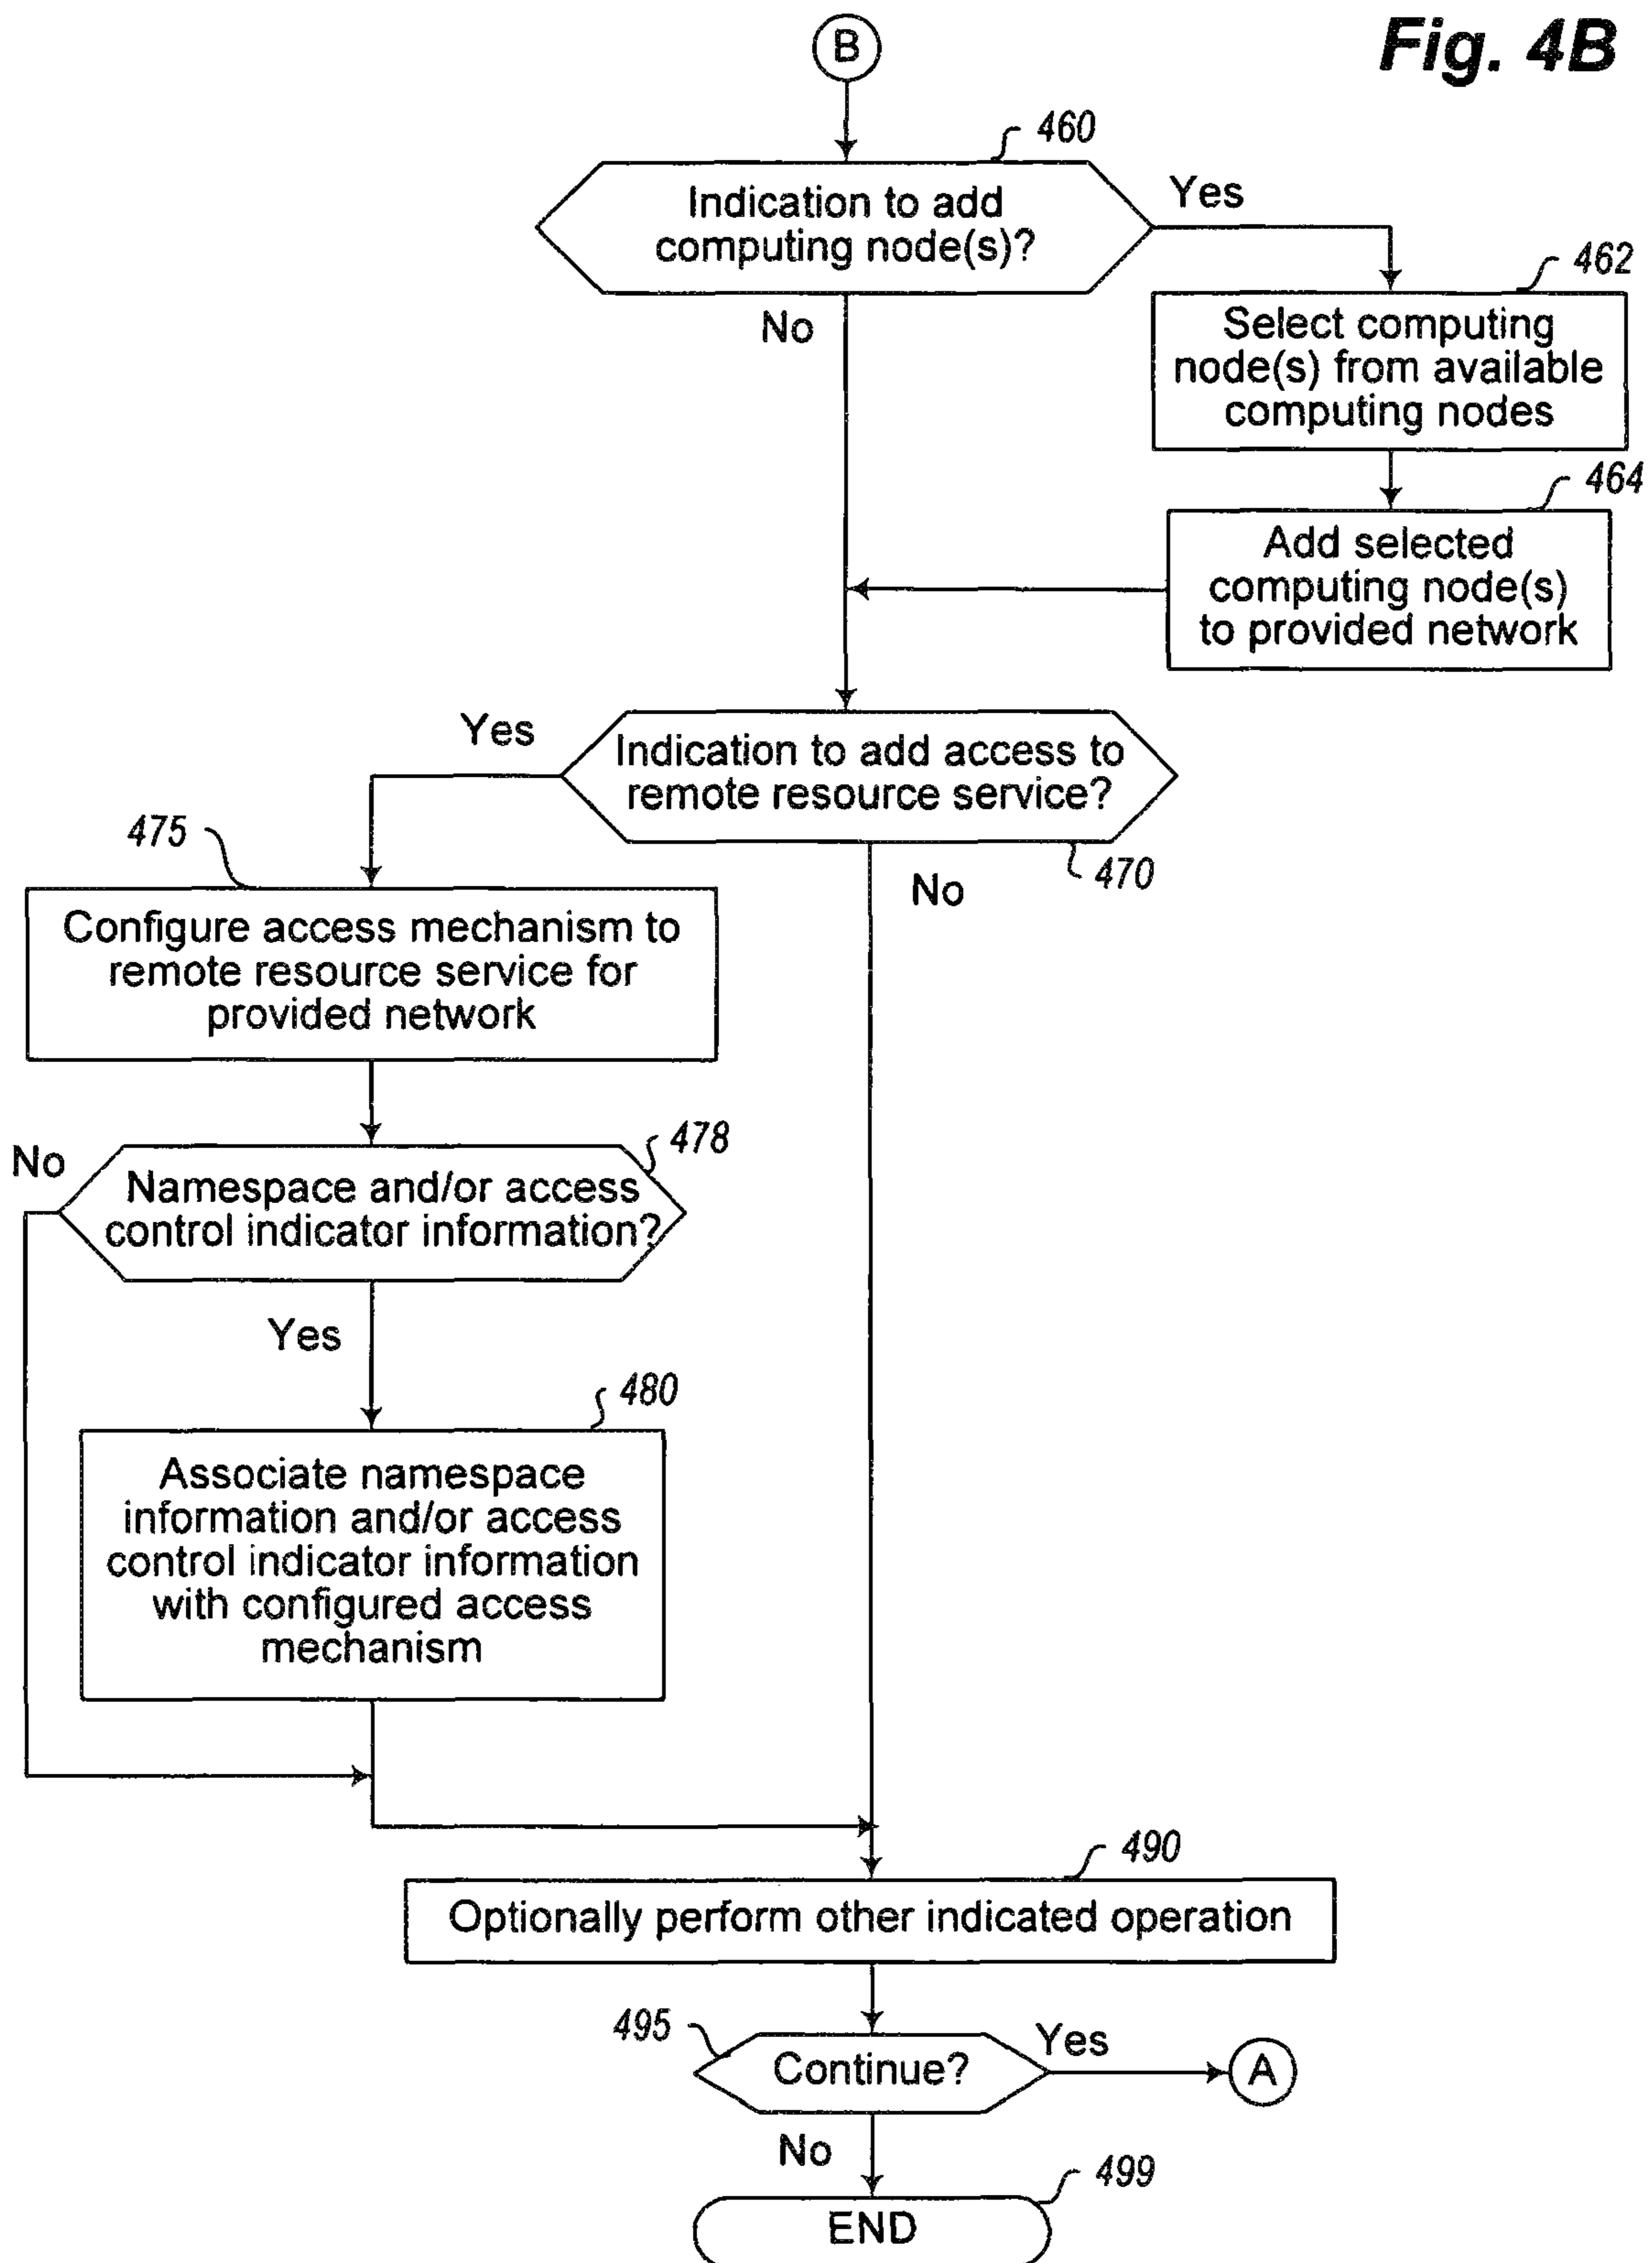 Fig. 4B
B
460
Indication to add
computing node(s)?
Yes
No
462
Select computing
node(s) from available
computing nodes
464
Add selected
computing node(s)
to provided network
Yes
Indication to add access to
remote resource service?
470
No
475
Configure access mechanism to
remote resource service for
provided network
478
No
Namespace and/or access
control indicator information?
Yes
480
Associate namespace
information and/or access
control indicator information
with configured access
mechanism
490
Optionally perform other indicated operation
495
Continue?
Yes
A
No
499
END